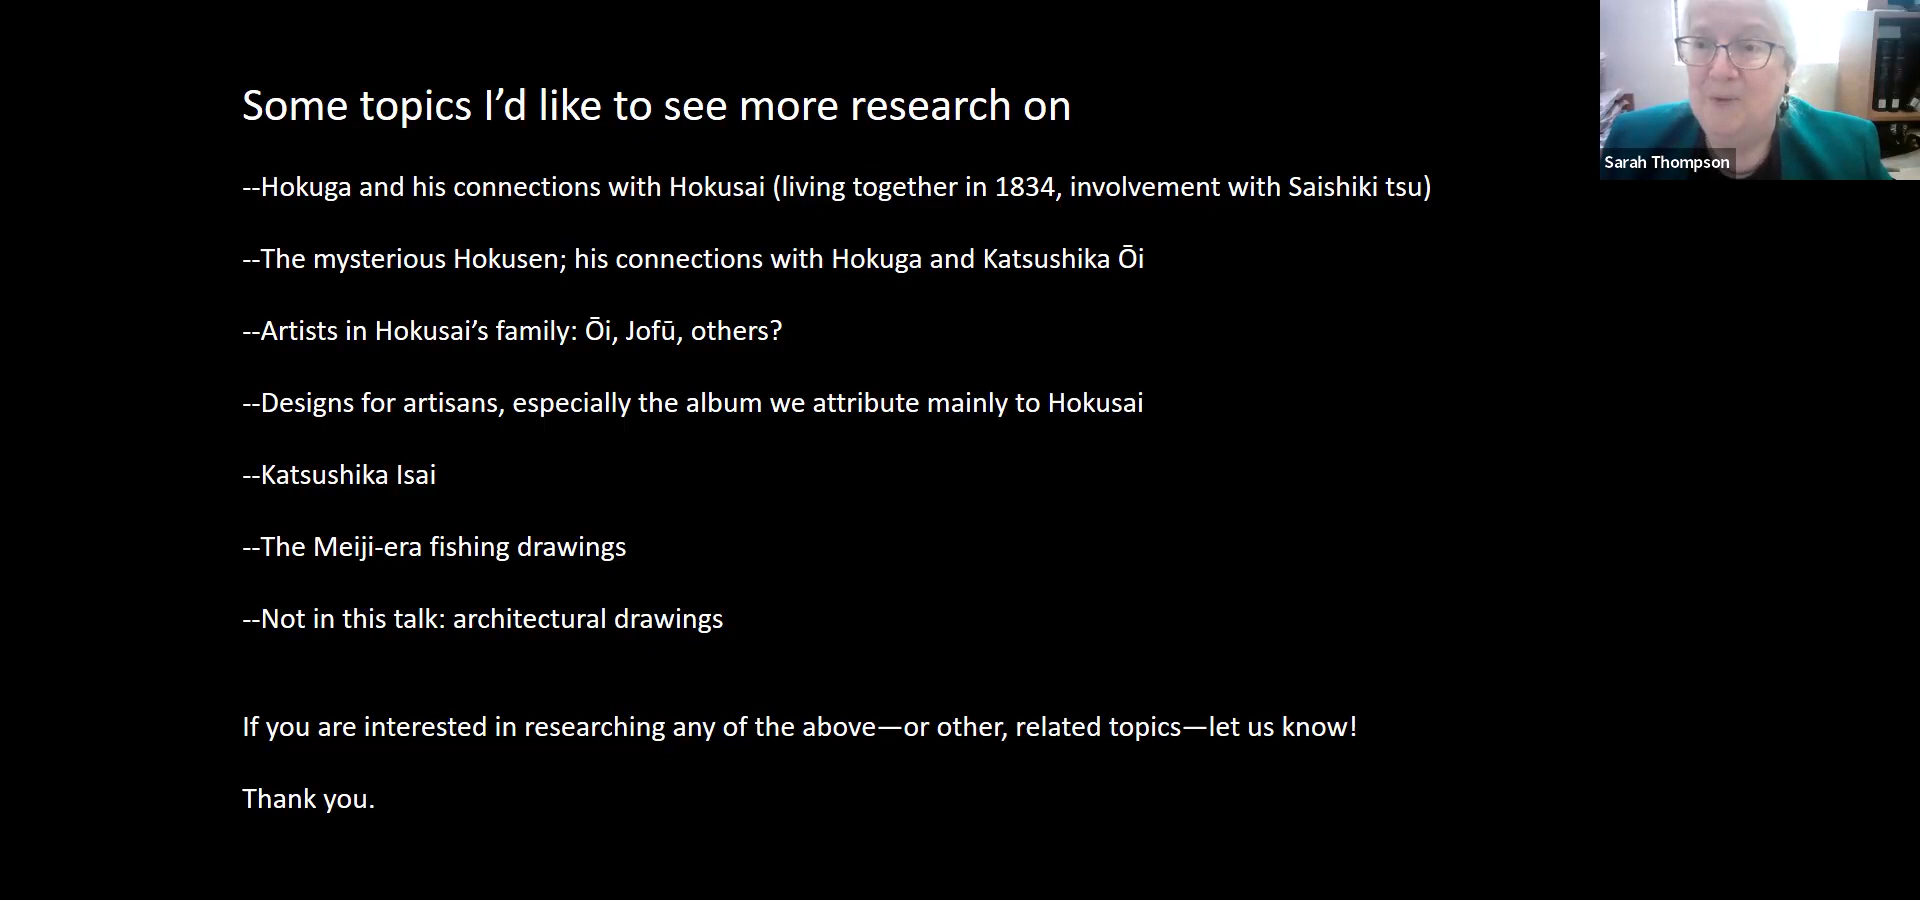 Some topics I’d like to see more research on
--Hokuga and his connections with Hokusai (living together in 1834, involvement with Saishiki tsu)
--The mysterious Hokusen; his connections with Hokuga and Katsushika Ōi
--Artists in Hokusai’s family: Ōi, Jofū, others?
--Designs for artisans, especially the album we attribute mainly to Hokusai
--Katsushika Isai
--The Meiji-era fishing drawings
--Not in this talk: architectural drawings
If you are interested in researching any of the above—or other, related topics—let us know!
Thank you.
Sarah Thompson